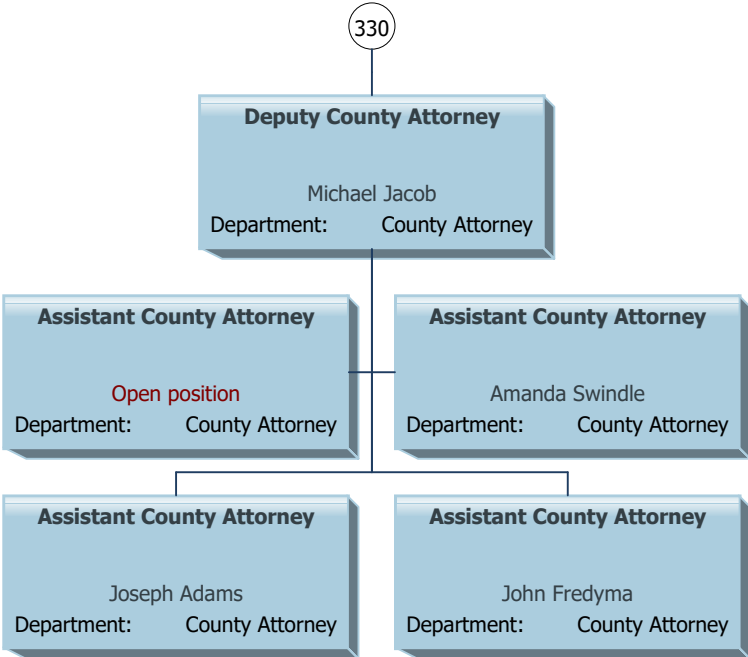 330
Deputy County Attorney
Michael Jacob
Department: County Attorney
Assistant County Attorney
Open position
Department: County Attorney
Assistant County Attorney
Amanda Swindle
Department: County Attorney
Assistant County Attorney
Joseph Adams
Department: County Attorney
Assistant County Attorney
John Fredyma
Department: County Attorney